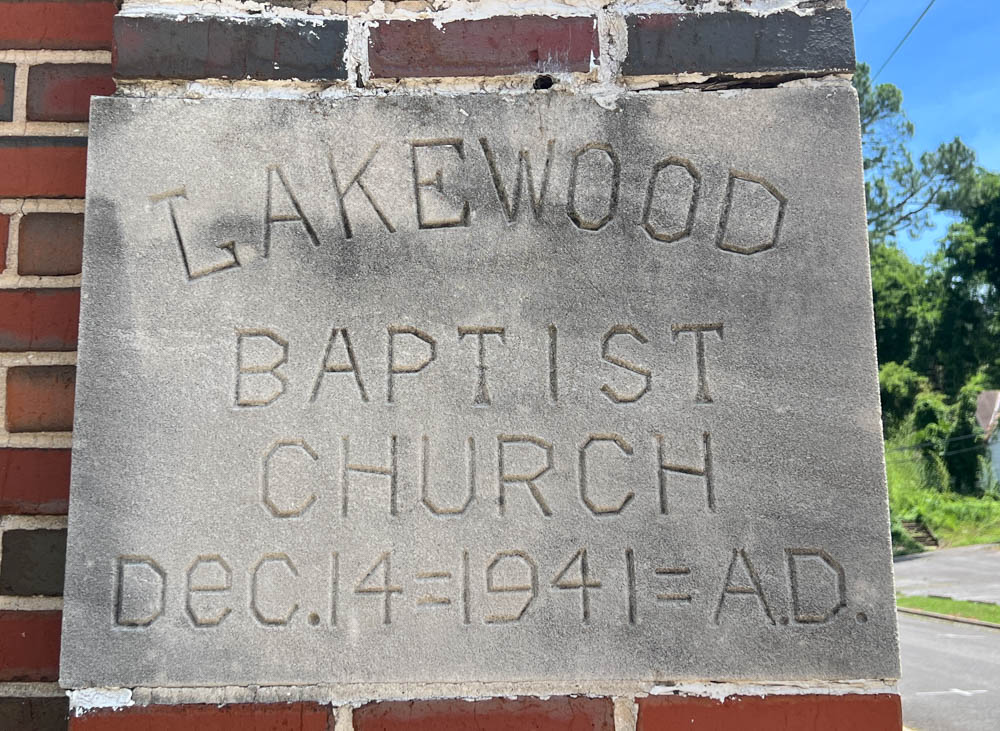 LAKEWOOD
BAPTIST
CHURCH
Dec. 14=1941=A.D.